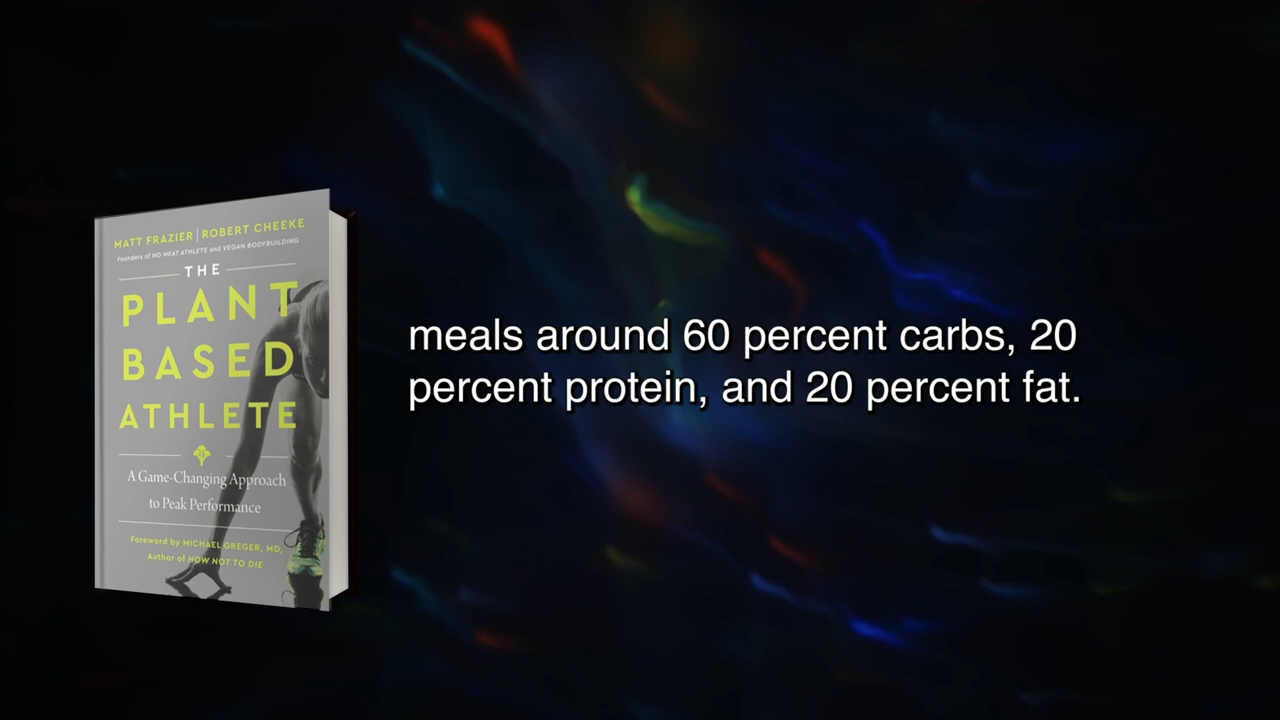 MATT FRAZIER | ROBERT CHEEKE
Founders of NO MEAT ATHLETE and VEGAN BODYBUILDING
THE
PLANT
BASED
ATHLETE
A Game-Changing Approach
to Peak Performance
Foreword by MICHAEL GREGER, MD,
Author of HOW NOT TO DIE
meals around 60 percent carbs, 20
percent protein, and 20 percent fat.